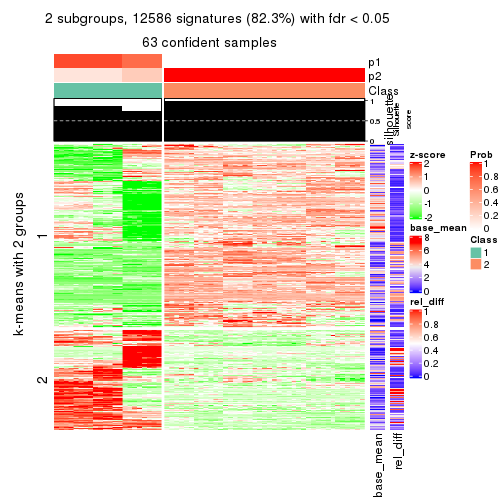 2 subgroups, 12586 signatures (82.3%) with fdr < 0.05
63 confident samples
p1
p2
Class
1
0.5
0
silhouette
Silhouette
score
k-means with 2 groups
1
2
base_mean
rel_diff
z-score
2
1
0
-1
-2
base_mean
8
6
4
2
0
rel_diff
1
0.8
0.6
0.4
0.2
0
Prob
1
0.8
0.6
0.4
0.2
0
Class
1
2